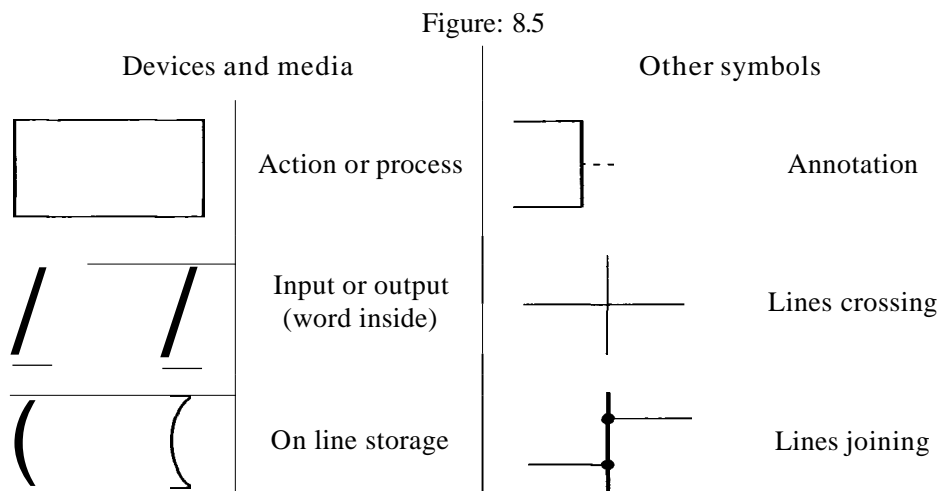 Figure: 8.5
Devices and media
Other symbols
Action or process
Annotation
Input or output
(word inside)
Lines crossing
On line storage
Lines joining